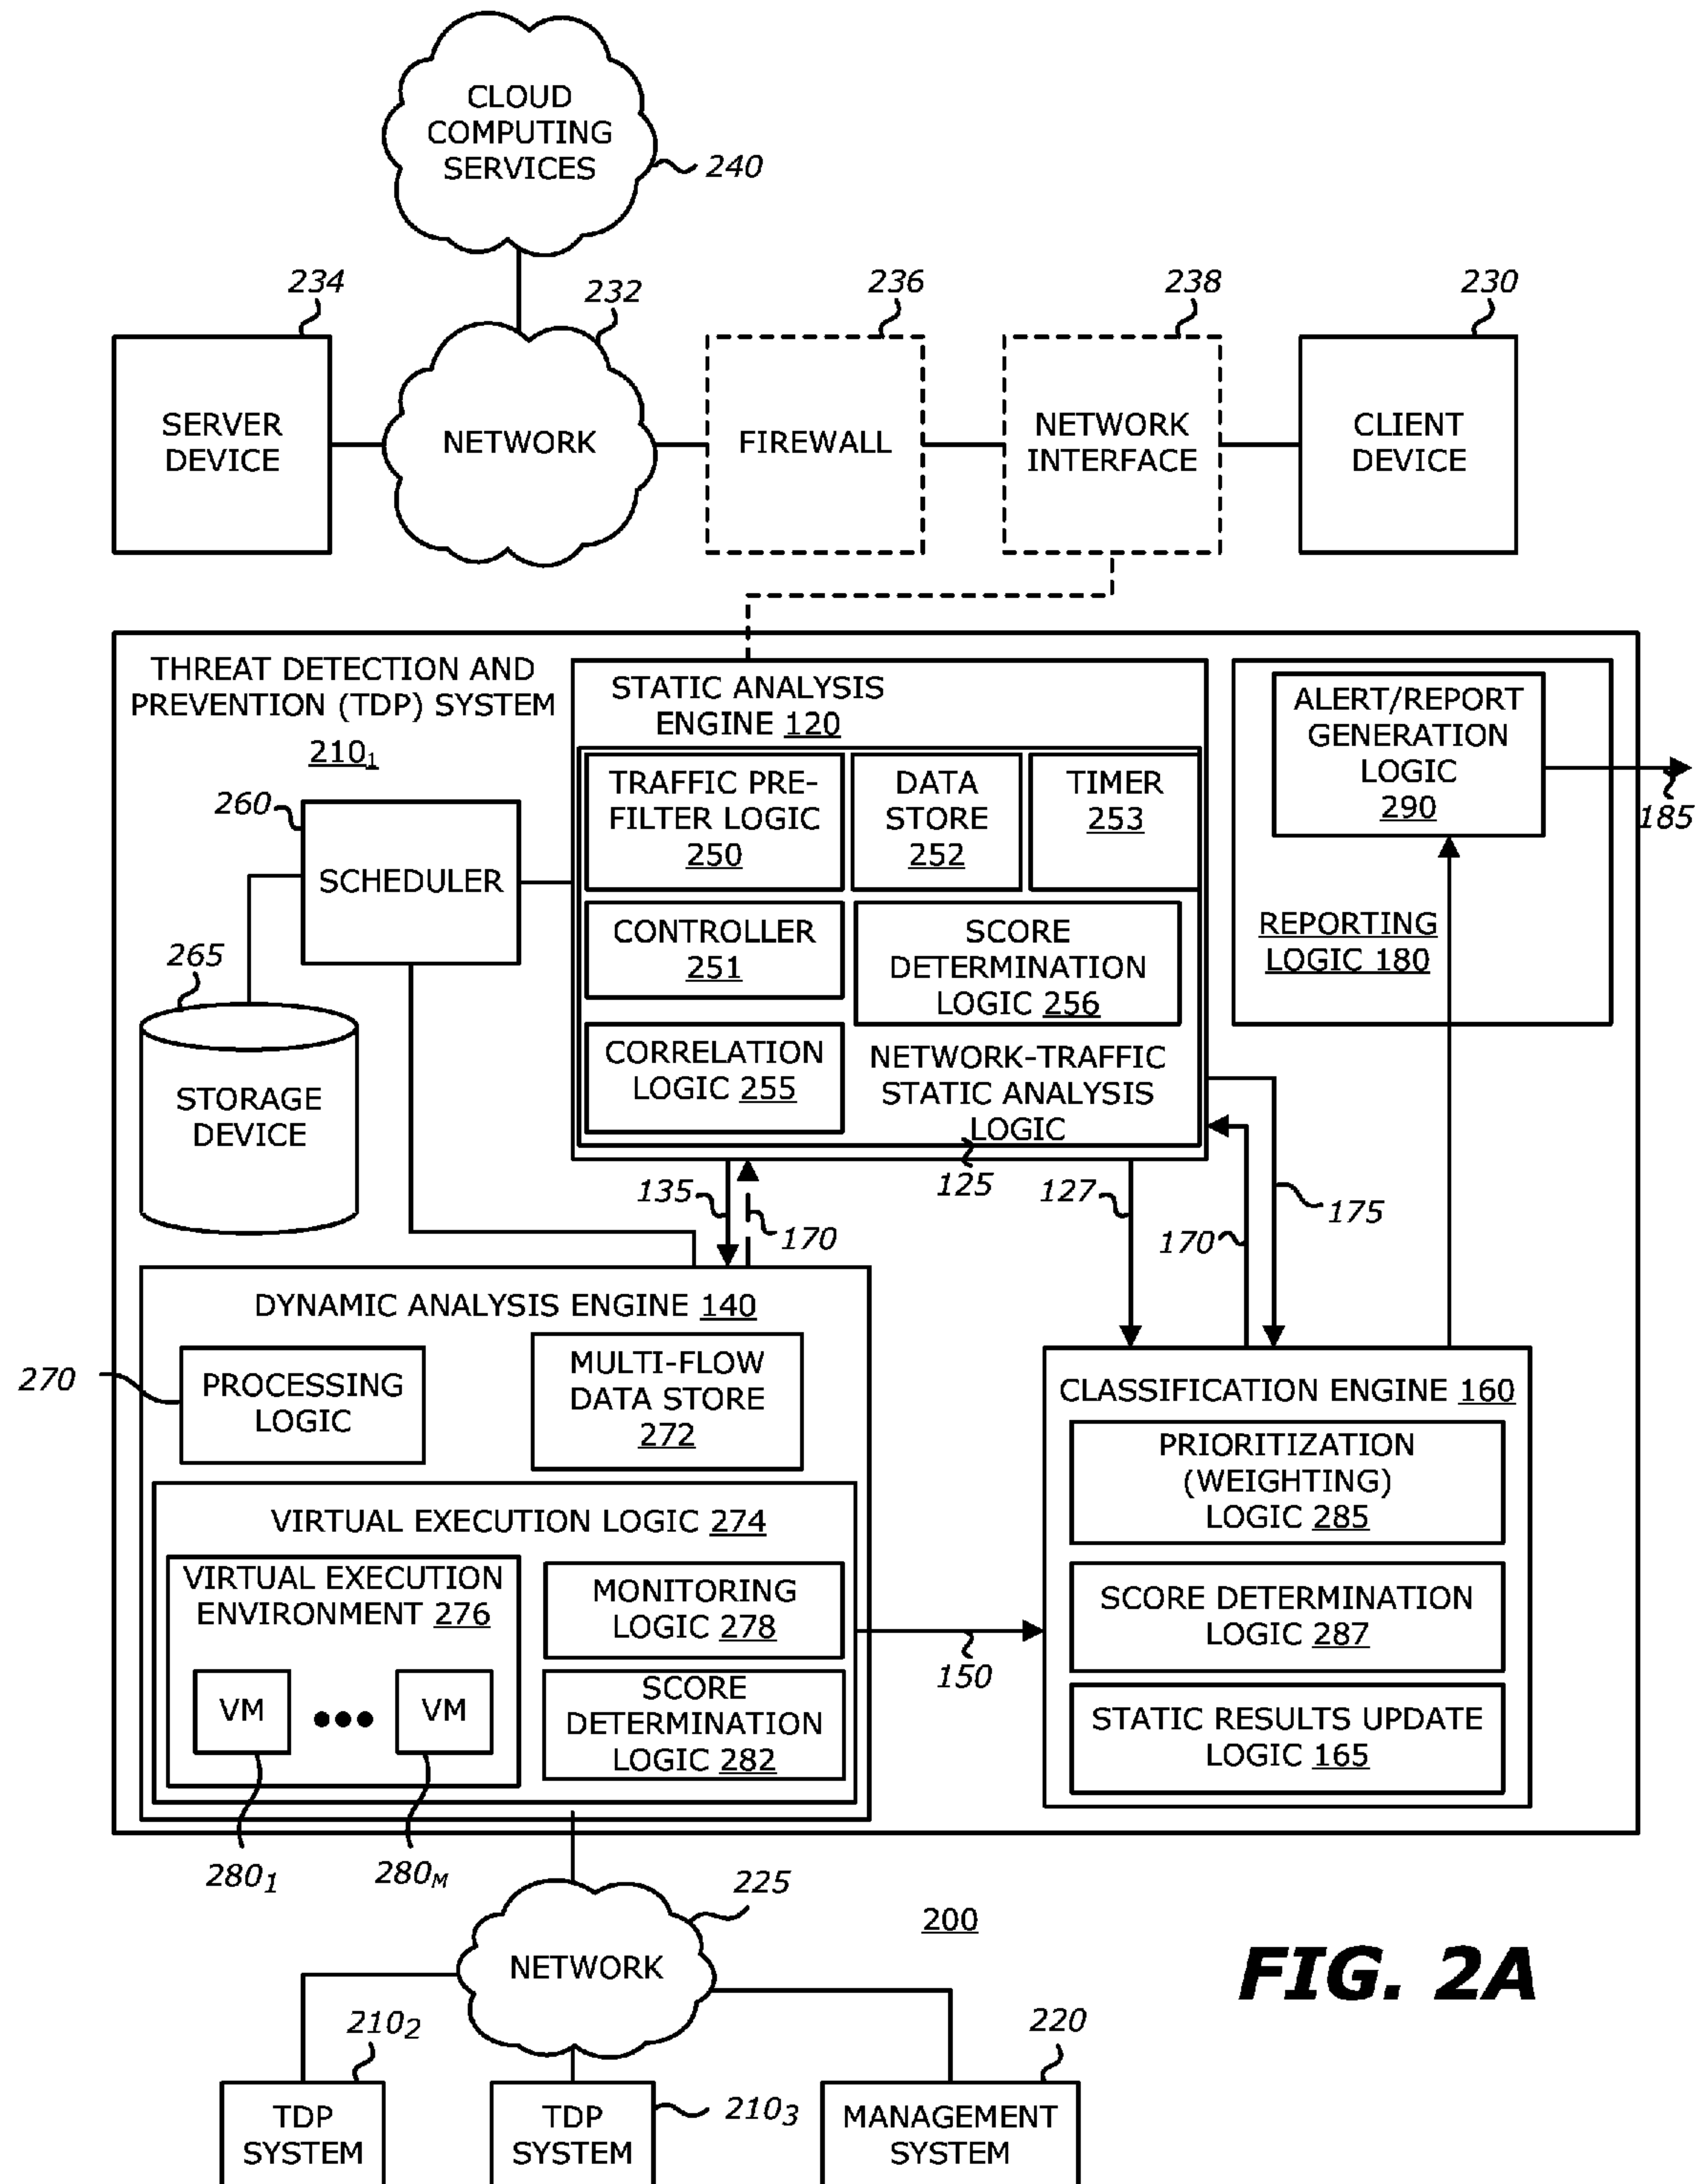 CLOUD
COMPUTING
SERVICES
240
234
232
236
238
230
SERVER
DEVICE
NETWORK
FIREWALL
NETWORK
INTERFACE
CLIENT
DEVICE
THREAT DETECTION AND
PREVENTION (TDP) SYSTEM
210₁
STATIC ANALYSIS
ENGINE 120
TRAFFIC PRE-
FILTER LOGIC
250
DATA
STORE
252
TIMER
253
CONTROLLER
251
SCORE
DETERMINATION
LOGIC 256
CORRELATION
LOGIC 255
NETWORK-TRAFFIC
STATIC ANALYSIS
LOGIC
125
ALERT/REPORT
GENERATION
LOGIC
290
185
REPORTING
LOGIC 180
260
SCHEDULER
265
STORAGE
DEVICE
135
170
127
170
175
DYNAMIC ANALYSIS ENGINE 140
270
PROCESSING
LOGIC
MULTI-FLOW
DATA STORE
272
VIRTUAL EXECUTION LOGIC 274
VIRTUAL EXECUTION
ENVIRONMENT 276
VM
VM
MONITORING
LOGIC 278
SCORE
DETERMINATION
LOGIC 282
280₁
280M
150
CLASSIFICATION ENGINE 160
PRIORITIZATION
(WEIGHTING)
LOGIC 285
SCORE DETERMINATION
LOGIC 287
STATIC RESULTS UPDATE
LOGIC 165
225
NETWORK
200
FIG. 2A
210₂
210₃
220
TDP
SYSTEM
TDP
SYSTEM
MANAGEMENT
SYSTEM